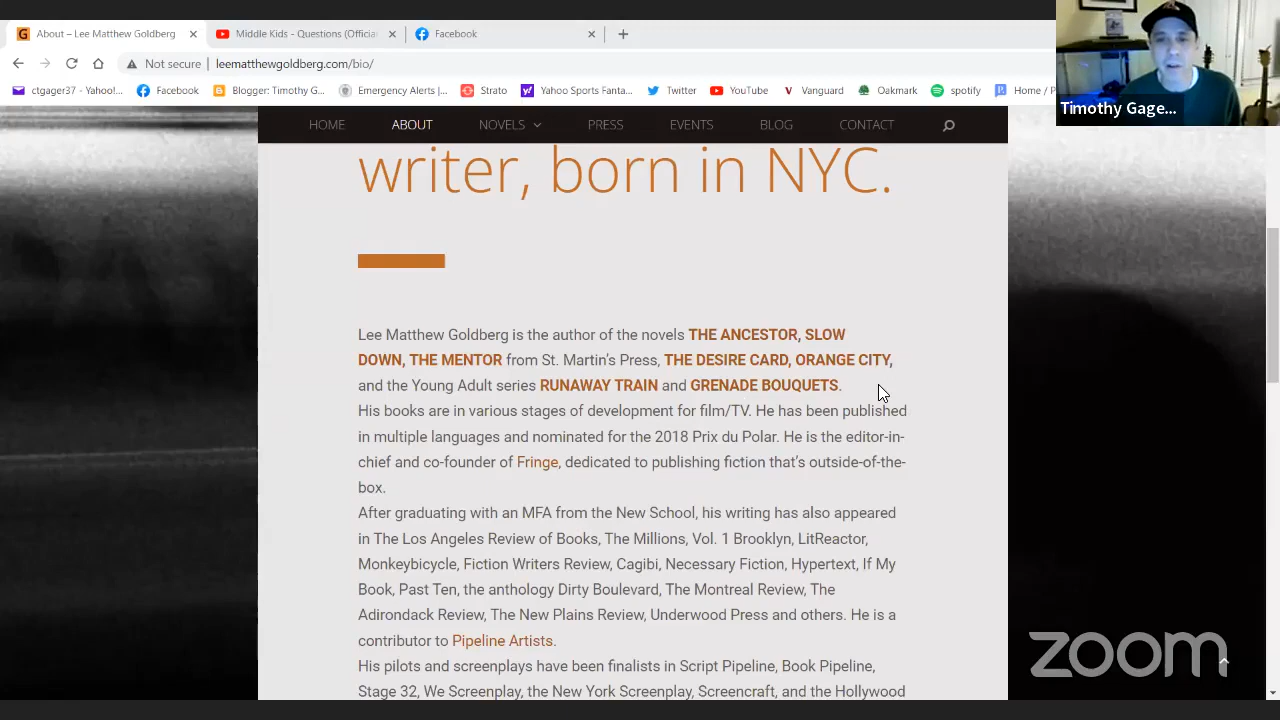 About – Lee Matthew Goldberg
Middle Kids - Questions (Official
Facebook
Not secure | leematthewgoldberg.com/bio/
ctgager37 - Yahoo!...
Facebook
Blogger: Timothy G...
Emergency Alerts |...
Strato
Yahoo Sports Fanta...
Twitter
YouTube
Vanguard
Oakmark
spotify
Home / P
Timothy Gage...
HOME
ABOUT
NOVELS
PRESS
EVENTS
BLOG
CONTACT
writer, born in NYC.
Lee Matthew Goldberg is the author of the novels THE ANCESTOR, SLOW
DOWN, THE MENTOR from St. Martin's Press, THE DESIRE CARD, ORANGE CITY,
and the Young Adult series RUNAWAY TRAIN and GRENADE BOUQUETS.
His books are in various stages of development for film/TV. He has been published
in multiple languages and nominated for the 2018 Prix du Polar. He is the editor-in-
chief and co-founder of Fringe, dedicated to publishing fiction that's outside-of-the-
box.
After graduating with an MFA from the New School, his writing has also appeared
in The Los Angeles Review of Books, The Millions, Vol. 1 Brooklyn, LitReactor,
Monkeybicycle, Fiction Writers Review, Cagibi, Necessary Fiction, Hypertext, If My
Book, Past Ten, the anthology Dirty Boulevard, The Montreal Review, The
Adirondack Review, The New Plains Review, Underwood Press and others. He is a
contributor to Pipeline Artists.
His pilots and screenplays have been finalists in Script Pipeline, Book Pipeline,
Stage 32, We Screenplay, the New York Screenplay, Screencraft, and the Hollywood
zoom